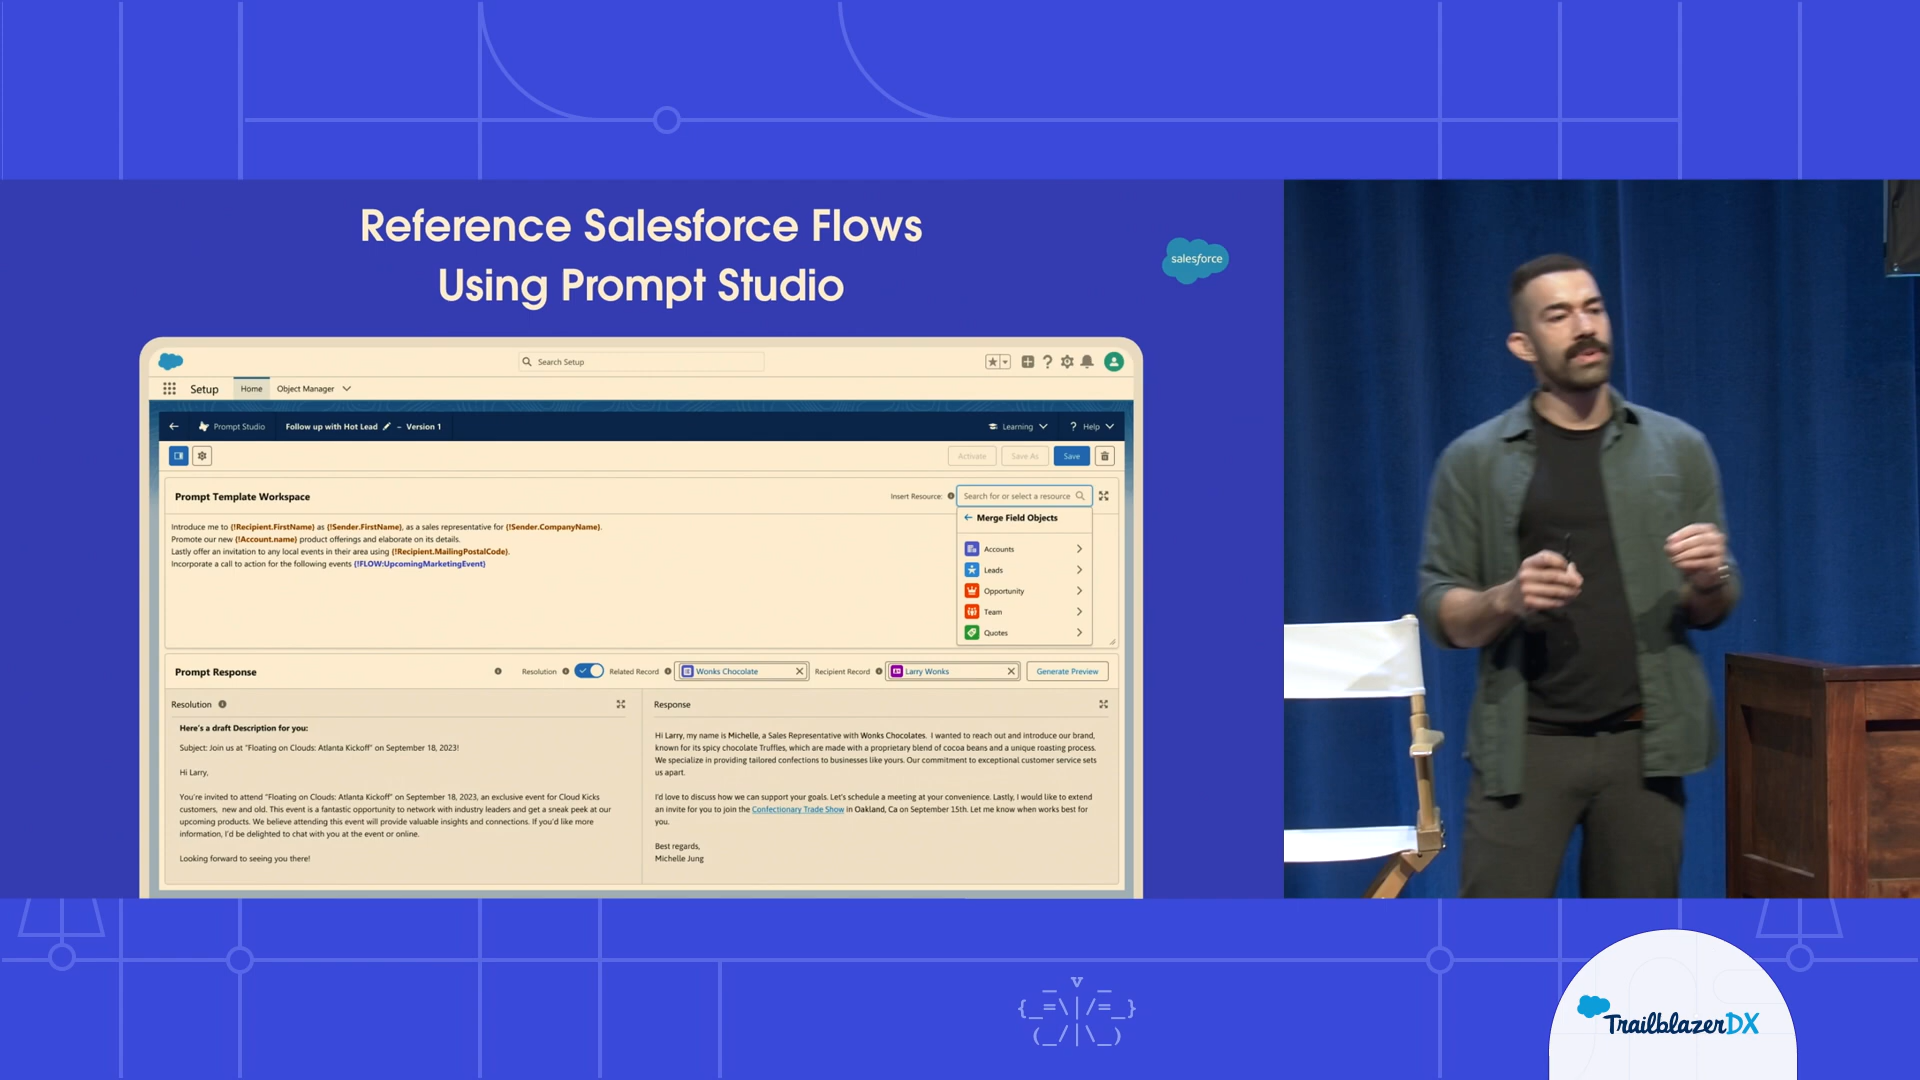 Reference Salesforce Flows
Using Prompt Studio
salesforce
Search Setup
Setup
Home
Object Manager
Prompt Studio
Follow up with Hot Lead – Version 1
Learning
? Help
Activate
Save As
Save
Prompt Template Workspace
Insert Resource:
Search for or select a resource
Introduce me to {!Recipient.FirstName} as {!Sender.FirstName}, as a sales representative for {!Sender.CompanyName}.
Promote our new {!Account.name} product offerings and elaborate on its details.
Lastly offer an invitation to any local events in their area using {!Recipient.MailingPostalCode}.
Incorporate a call to action for the following events {!FLOW:UpcomingMarketingEvent}
Merge Field Objects
Accounts
Leads
Opportunity
Team
Quotes
Prompt Response
Resolution
Related Record
Wonks Chocolate
Recipient Record
Larry Wonks
Generate Preview
Resolution
Here's a draft Description for you:
Subject: Join us at "Floating on Clouds: Atlanta Kickoff" on September 18, 2023!
Hi Larry,
You're invited to attend "Floating on Clouds: Atlanta Kickoff" on September 18, 2023, an exclusive event for Cloud Kicks
customers, new and old. This event is a fantastic opportunity to network with industry leaders and get a sneak peek at our
upcoming products. We believe attending this event will provide valuable insights and connections. If you'd like more
information, I'd be delighted to chat with you at the event or online.
Looking forward to seeing you there!
Response
Hi Larry, my name is Michelle, a Sales Representative with Wonks Chocolates. I wanted to reach out and introduce our brand,
known for its spicy chocolate Truffles, which are made with a proprietary blend of cocoa beans and a unique roasting process.
We specialize in providing tailored confections to businesses like yours. Our commitment to exceptional customer service sets
us apart.
I'd love to discuss how we can support your goals. Let's schedule a meeting at your convenience. Lastly, I would like to extend
an invite for you to join the Confectionary Trade Show in Oakland, Ca on September 15th. Let me know when works best for
you.
Best regards,
Michelle Jung
TrailblazerDX